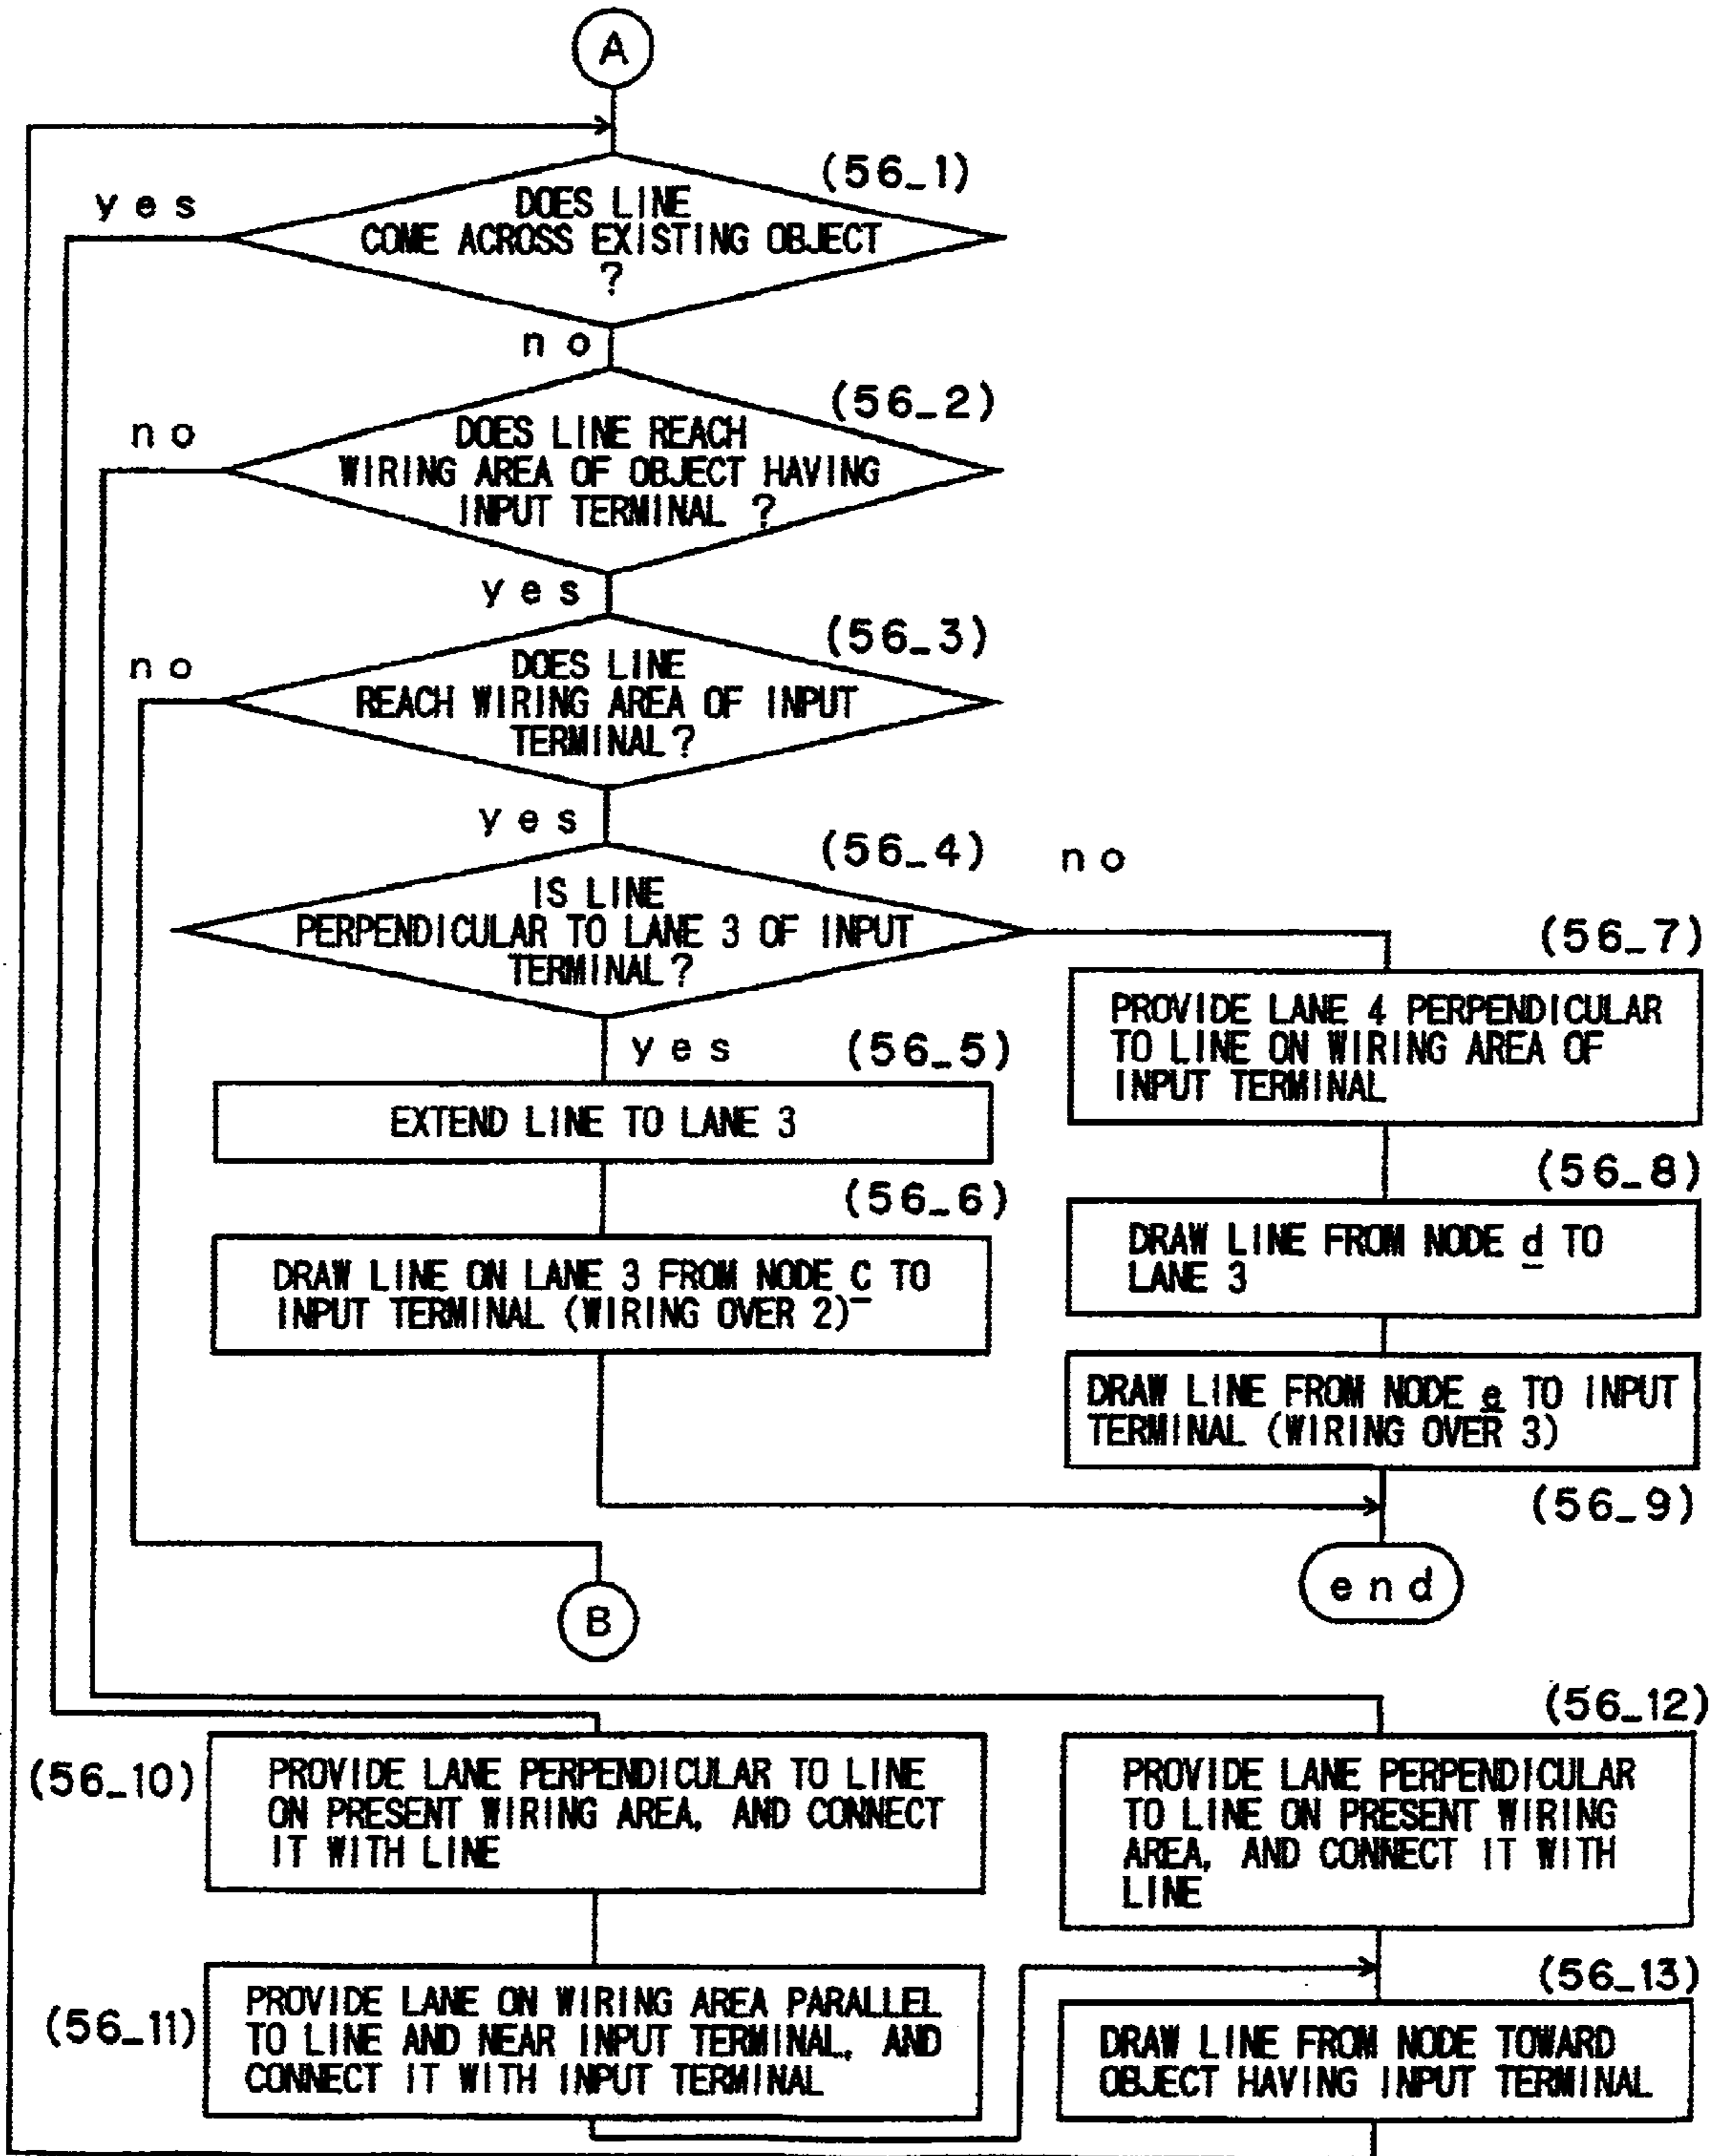 A
(56_1)
yes
DOES LINE
COME ACROSS EXISTING OBJECT
?
no
(56_2)
no
DOES LINE REACH
WIRING AREA OF OBJECT HAVING
INPUT TERMINAL ?
yes
(56_3)
no
DOES LINE
REACH WIRING AREA OF INPUT
TERMINAL?
yes
(56_4)
no
IS LINE
PERPENDICULAR TO LANE 3 OF INPUT
TERMINAL?
yes
(56_5)
EXTEND LINE TO LANE 3
(56_6)
DRAW LINE ON LANE 3 FROM NODE C TO
INPUT TERMINAL (WIRING OVER 2)
(56_7)
PROVIDE LANE 4 PERPENDICULAR
TO LINE ON WIRING AREA OF
INPUT TERMINAL
(56_8)
DRAW LINE FROM NODE d TO
LANE 3
DRAW LINE FROM NODE e TO INPUT
TERMINAL (WIRING OVER 3)
(56_9)
end
B
(56_10)
PROVIDE LANE PERPENDICULAR TO LINE
ON PRESENT WIRING AREA, AND CONNECT
IT WITH LINE
(56_11)
PROVIDE LANE ON WIRING AREA PARALLEL
TO LINE AND NEAR INPUT TERMINAL, AND
CONNECT IT WITH INPUT TERMINAL
(56_12)
PROVIDE LANE PERPENDICULAR
TO LINE ON PRESENT WIRING
AREA, AND CONNECT IT WITH
LINE
(56_13)
DRAW LINE FROM NODE TOWARD
OBJECT HAVING INPUT TERMINAL